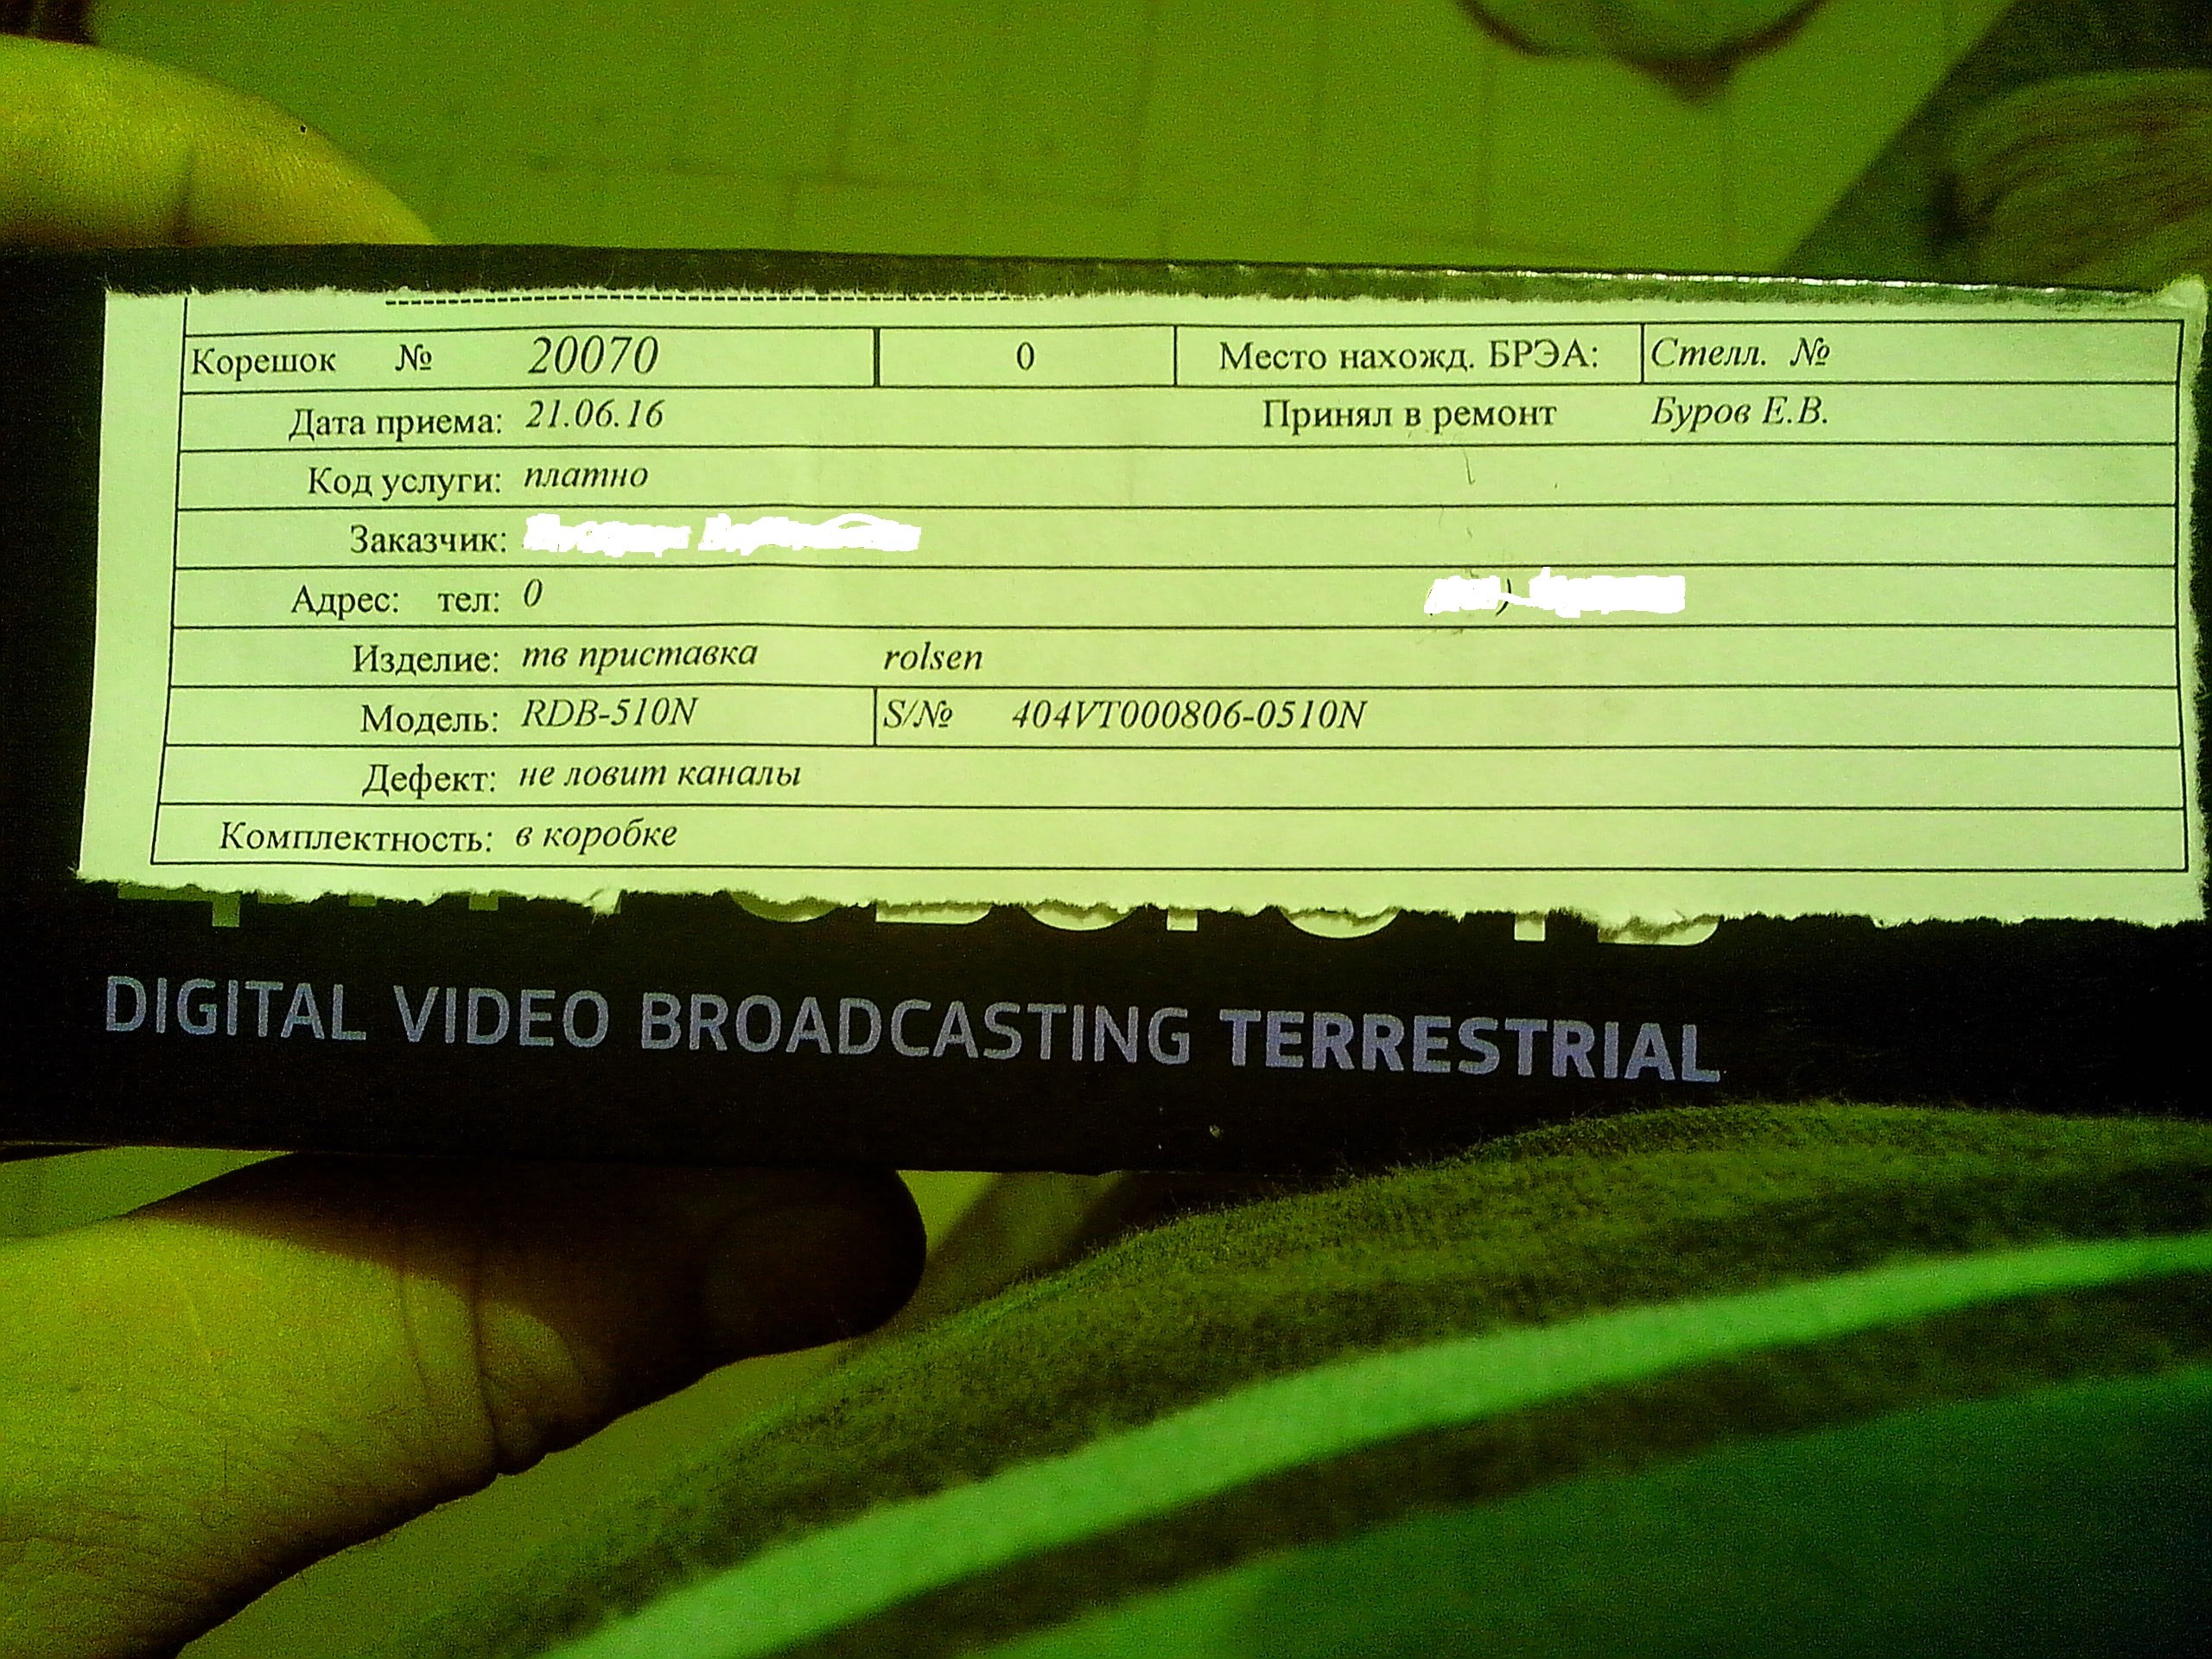 Корешок № 20070 0 Место нахожд. БРЭА: Стелл. №
Дата приема: 21.06.16 Принял в ремонт Буров Е.В.
Код услуги: платно
Заказчик:
Адрес: тел: 0 )
Изделие: тв приставка rolsen
Модель: RDB-510N S/№ 404VT000806-0510N
Дефект: не ловит каналы
Комплектность: в коробке
DIGITAL VIDEO BROADCASTING TERRESTRIAL